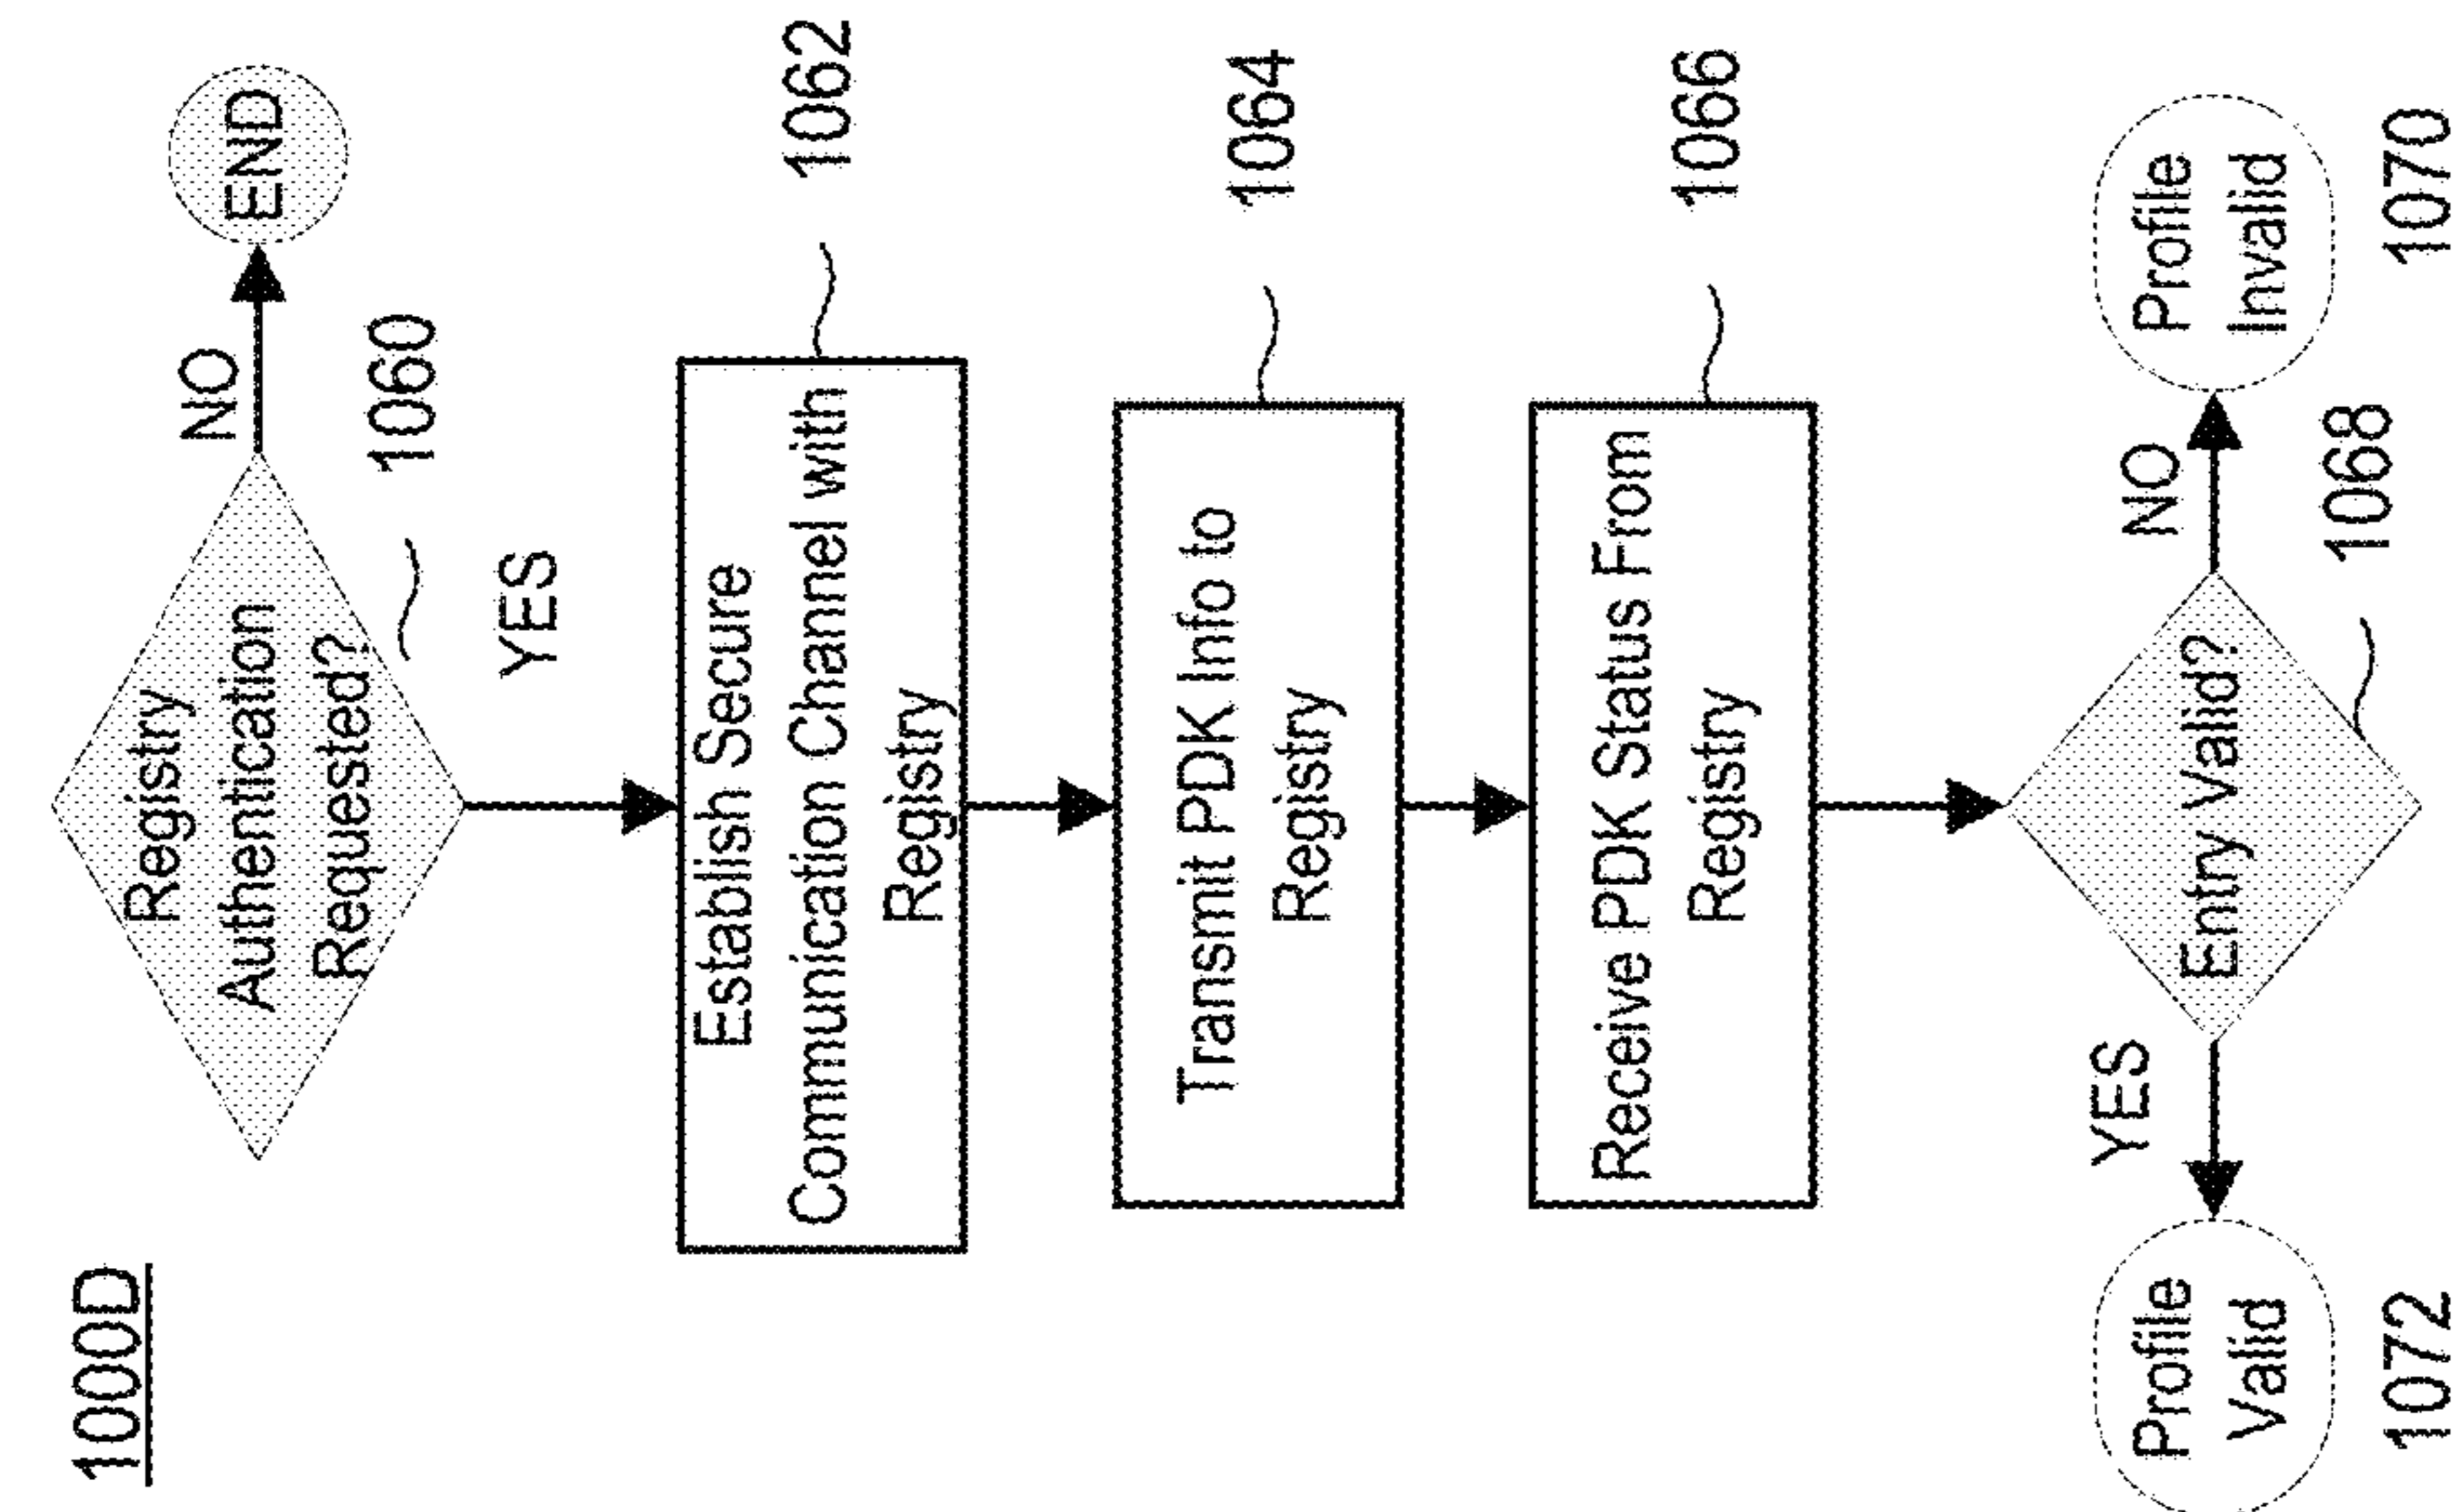 1000D
Registry
Authentication
Requested?
NO
END
1060
YES
Establish Secure
Communication Channel with
Registry
1062
Transmit PDK Info to
Registry
1064
Receive PDK Status From
Registry
1066
Entry Valid?
1068
YES
NO
Profile
Valid
1072
Profile
Invalid
1070